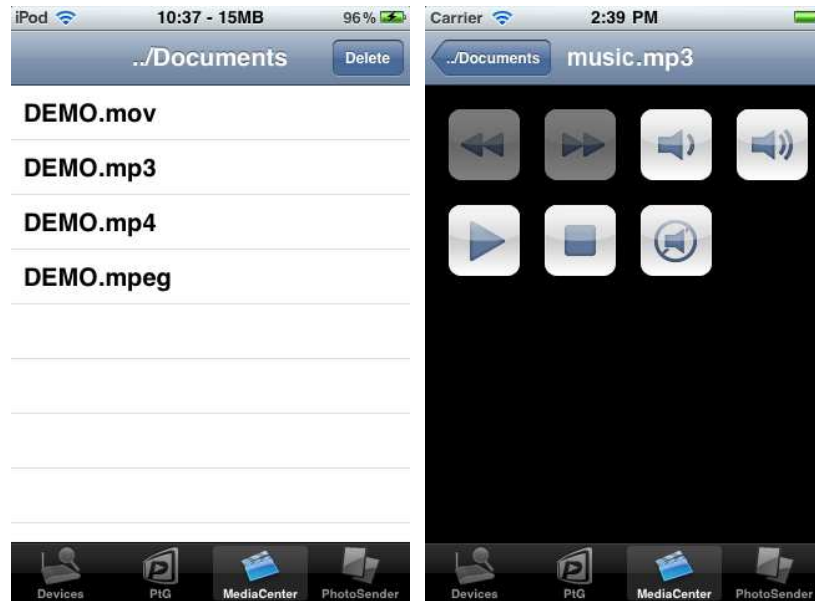 iPod 10:37 - 15MB 96%
../Documents Delete
DEMO.mov
DEMO.mp3
DEMO.mp4
DEMO.mpeg
Devices PtG MediaCenter PhotoSender
Carrier 2:39 PM
../Documents music.mp3
Devices PtG MediaCenter PhotoSender